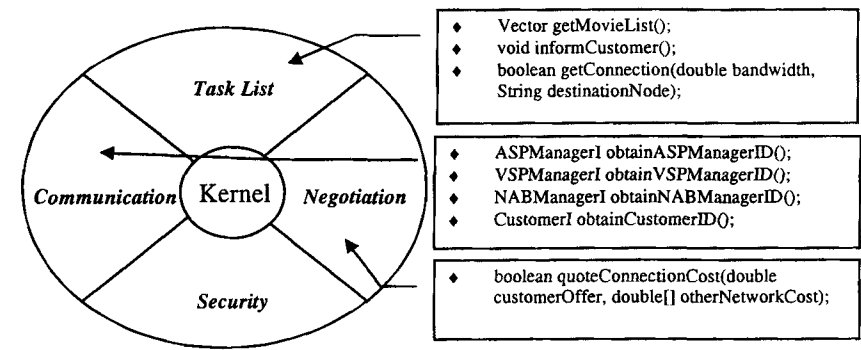 Task List
Communication
Kernel
Negotiation
Security
♦ Vector getMovieList();
♦ void informCustomer();
♦ boolean getConnection(double bandwidth,
String destinationNode);
♦ ASPManagerI obtainASPManagerID();
♦ VSPManagerI obtainVSPManagerID();
♦ NABManagerI obtainNABManagerID();
♦ CustomerI obtainCustomerID();
♦ boolean quoteConnectionCost(double
customerOffer, double[] otherNetworkCost);